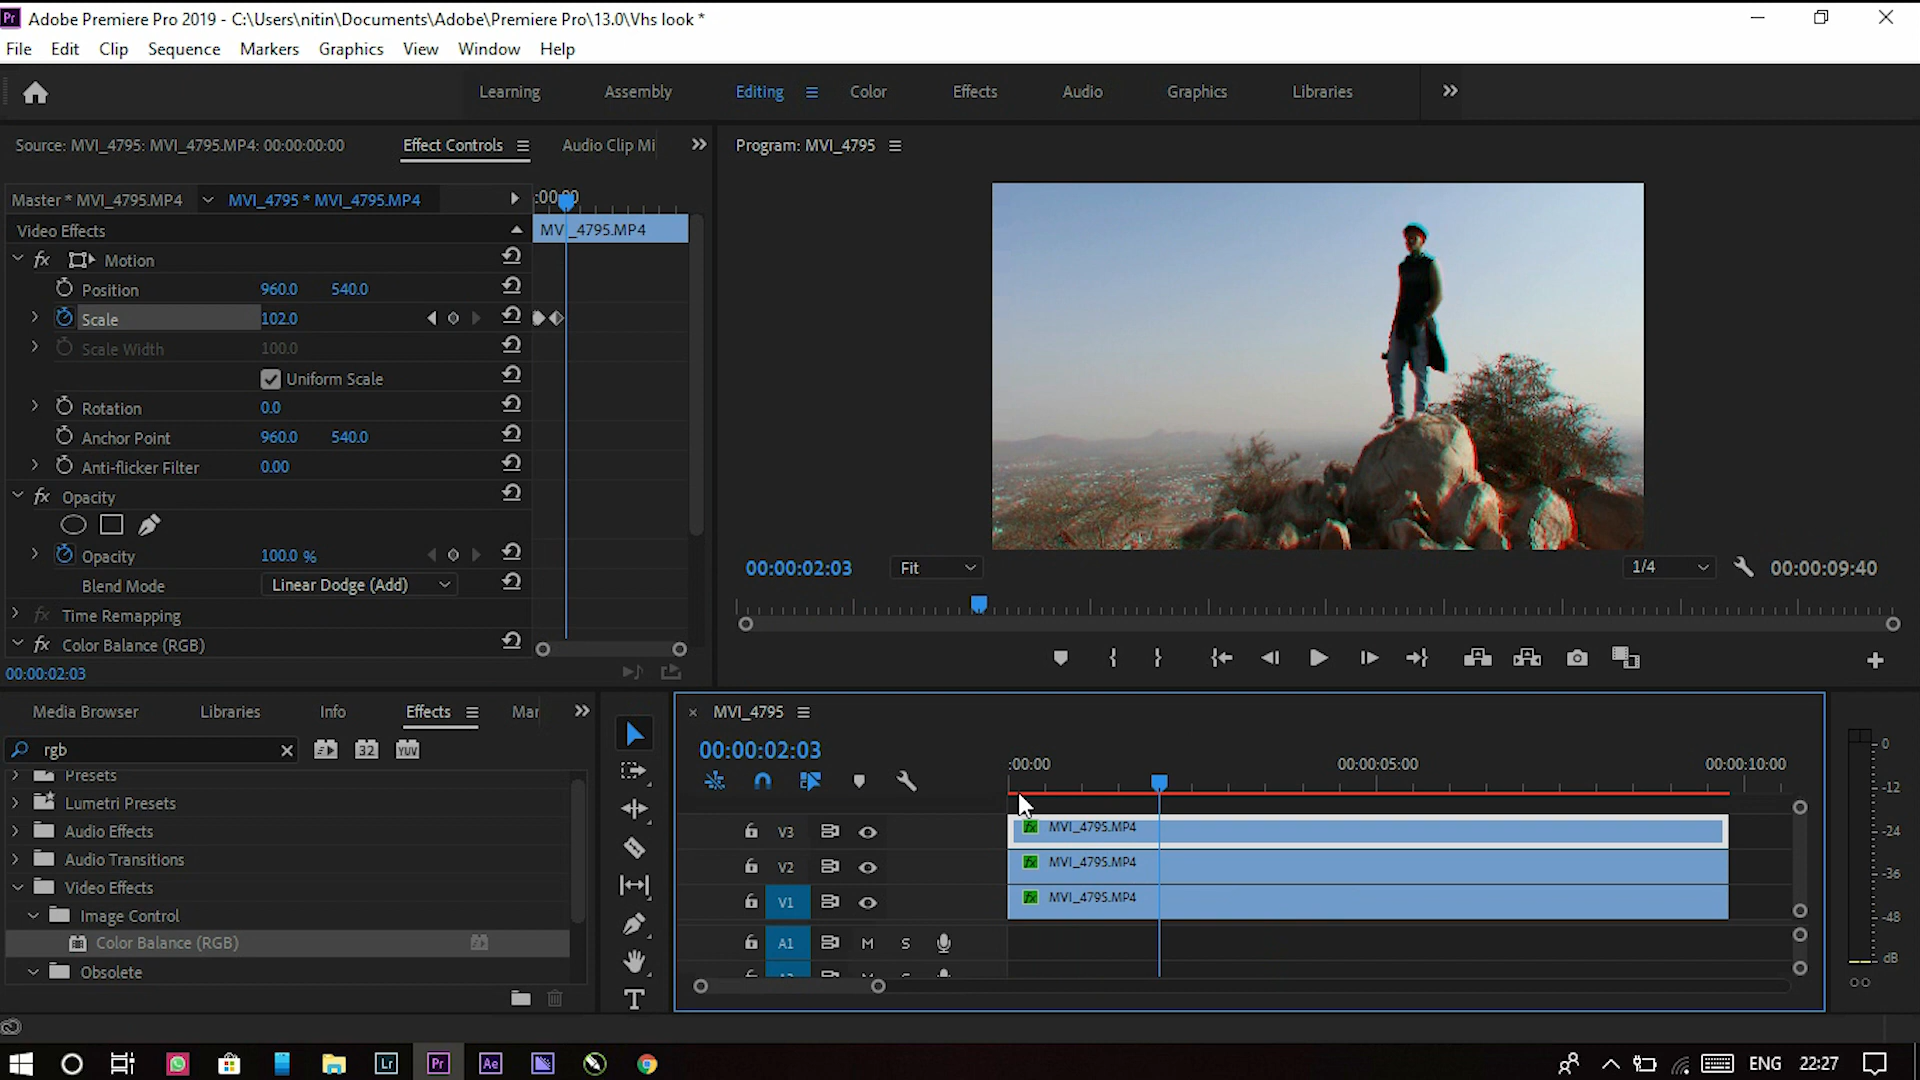 Pr Adobe Premiere Pro 2019 - C:\Users\nitin\Documents\Adobe\Premiere Pro\13.0\Vhs look *
File Edit Clip Sequence Markers Graphics View Window Help
Learning Assembly Editing Color Effects Audio Graphics Libraries
Source: MVI_4795: MVI_4795.MP4: 00:00:00:00 Effect Controls Audio Clip Mi
Program: MVI_4795
Master * MVI_4795.MP4 MVI_4795 * MVI_4795.MP4
Video Effects MVI_4795.MP4
fx Motion
Position 960.0 540.0
Scale 102.0
Scale Width 100.0
Uniform Scale
Rotation 0.0
Anchor Point 960.0 540.0
Anti-flicker Filter 0.00
fx Opacity
Opacity 100.0 %
Blend Mode Linear Dodge (Add)
fx Time Remapping
fx Color Balance (RGB)
00:00:02:03
00:00:02:03 Fit 1/4 00:00:09:40
Media Browser Libraries Info Effects Mar
rgb 32 YUV
Presets
Lumetri Presets
Audio Effects
Audio Transitions
Video Effects
Image Control
Color Balance (RGB)
Obsolete
MVI_4795
00:00:02:03
:00:00 00:00:05:00 00:00:10:00
V3 fx MVI_4795.MP4
V2 fx MVI_4795.MP4
V1 fx MVI_4795.MP4
A1 M S
0
-12
-24
-36
-48
dB
Lr Pr Ae ENG 22:27